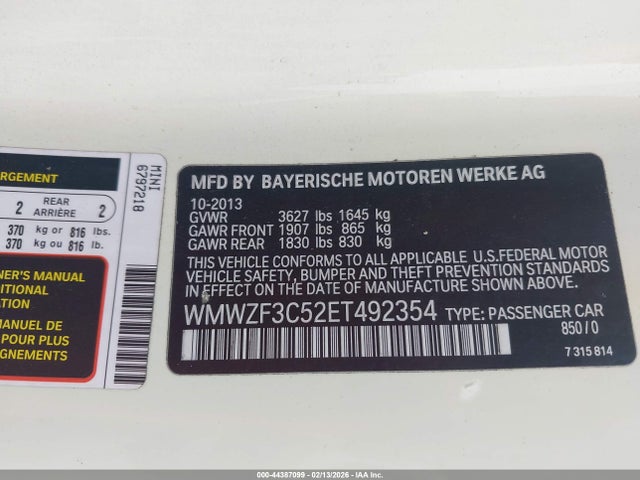 MINI
6797218
RGEMENT
2 REAR ARRIÈRE 2
370 kg or 816 lbs.
370 kg ou 816 lb.
NER'S MANUAL
DITIONAL
ATION
MANUEL DE
E POUR PLUS
GNEMENTS
MFD BY BAYERISCHE MOTOREN WERKE AG
10-2013
GVWR 3627 lbs 1645 kg
GAWR FRONT 1907 lbs 865 kg
GAWR REAR 1830 lbs 830 kg
THIS VEHICLE CONFORMS TO ALL APPLICABLE U.S.FEDERAL MOTOR
VEHICLE SAFETY, BUMPER AND THEFT PREVENTION STANDARDS
IN EFFECT ON THE DATE OF MANUFACTURE SHOWN ABOVE.
WMWZF3C52ET492354 TYPE: PASSENGER CAR
850/0
7 315 814
000-44387099 - 02/13/2026 - IAAI, Inc.